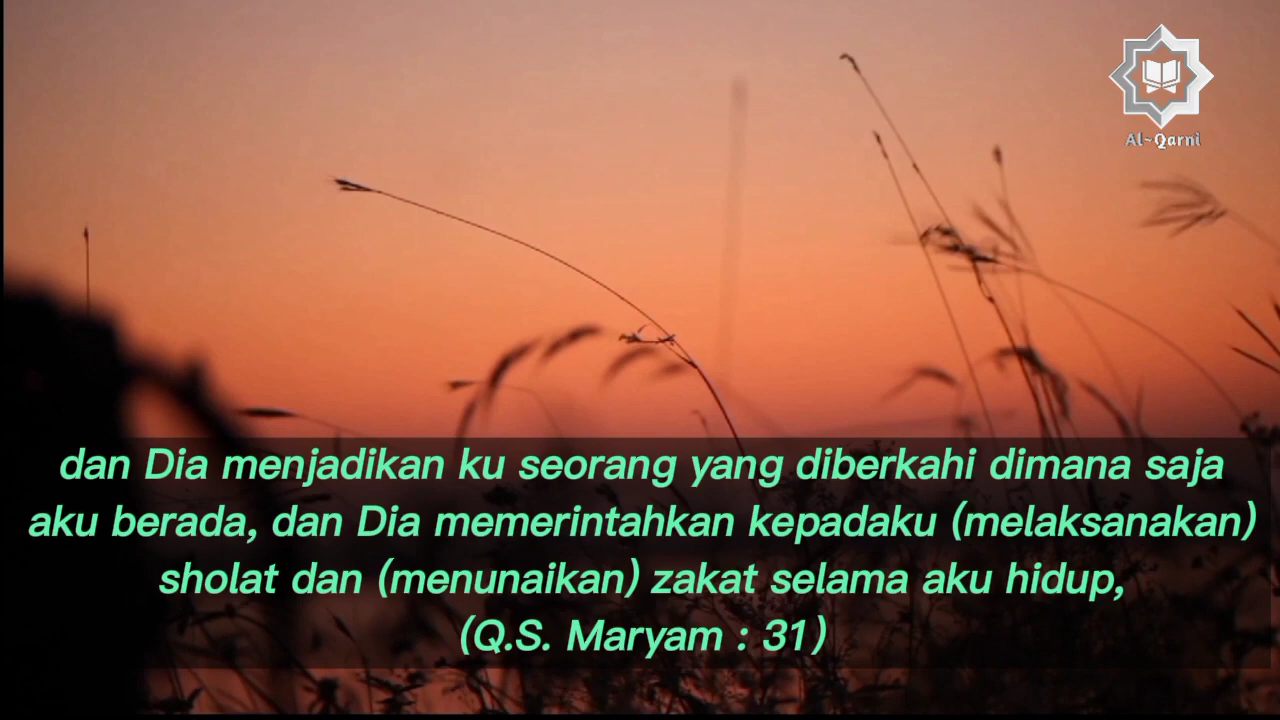 Al-Qarni
dan Dia menjadikan ku seorang yang diberkahi dimana saja
aku berada, dan Dia memerintahkan kepadaku (melaksanakan)
sholat dan (menunaikan) zakat selama aku hidup,
(Q.S. Maryam : 31)